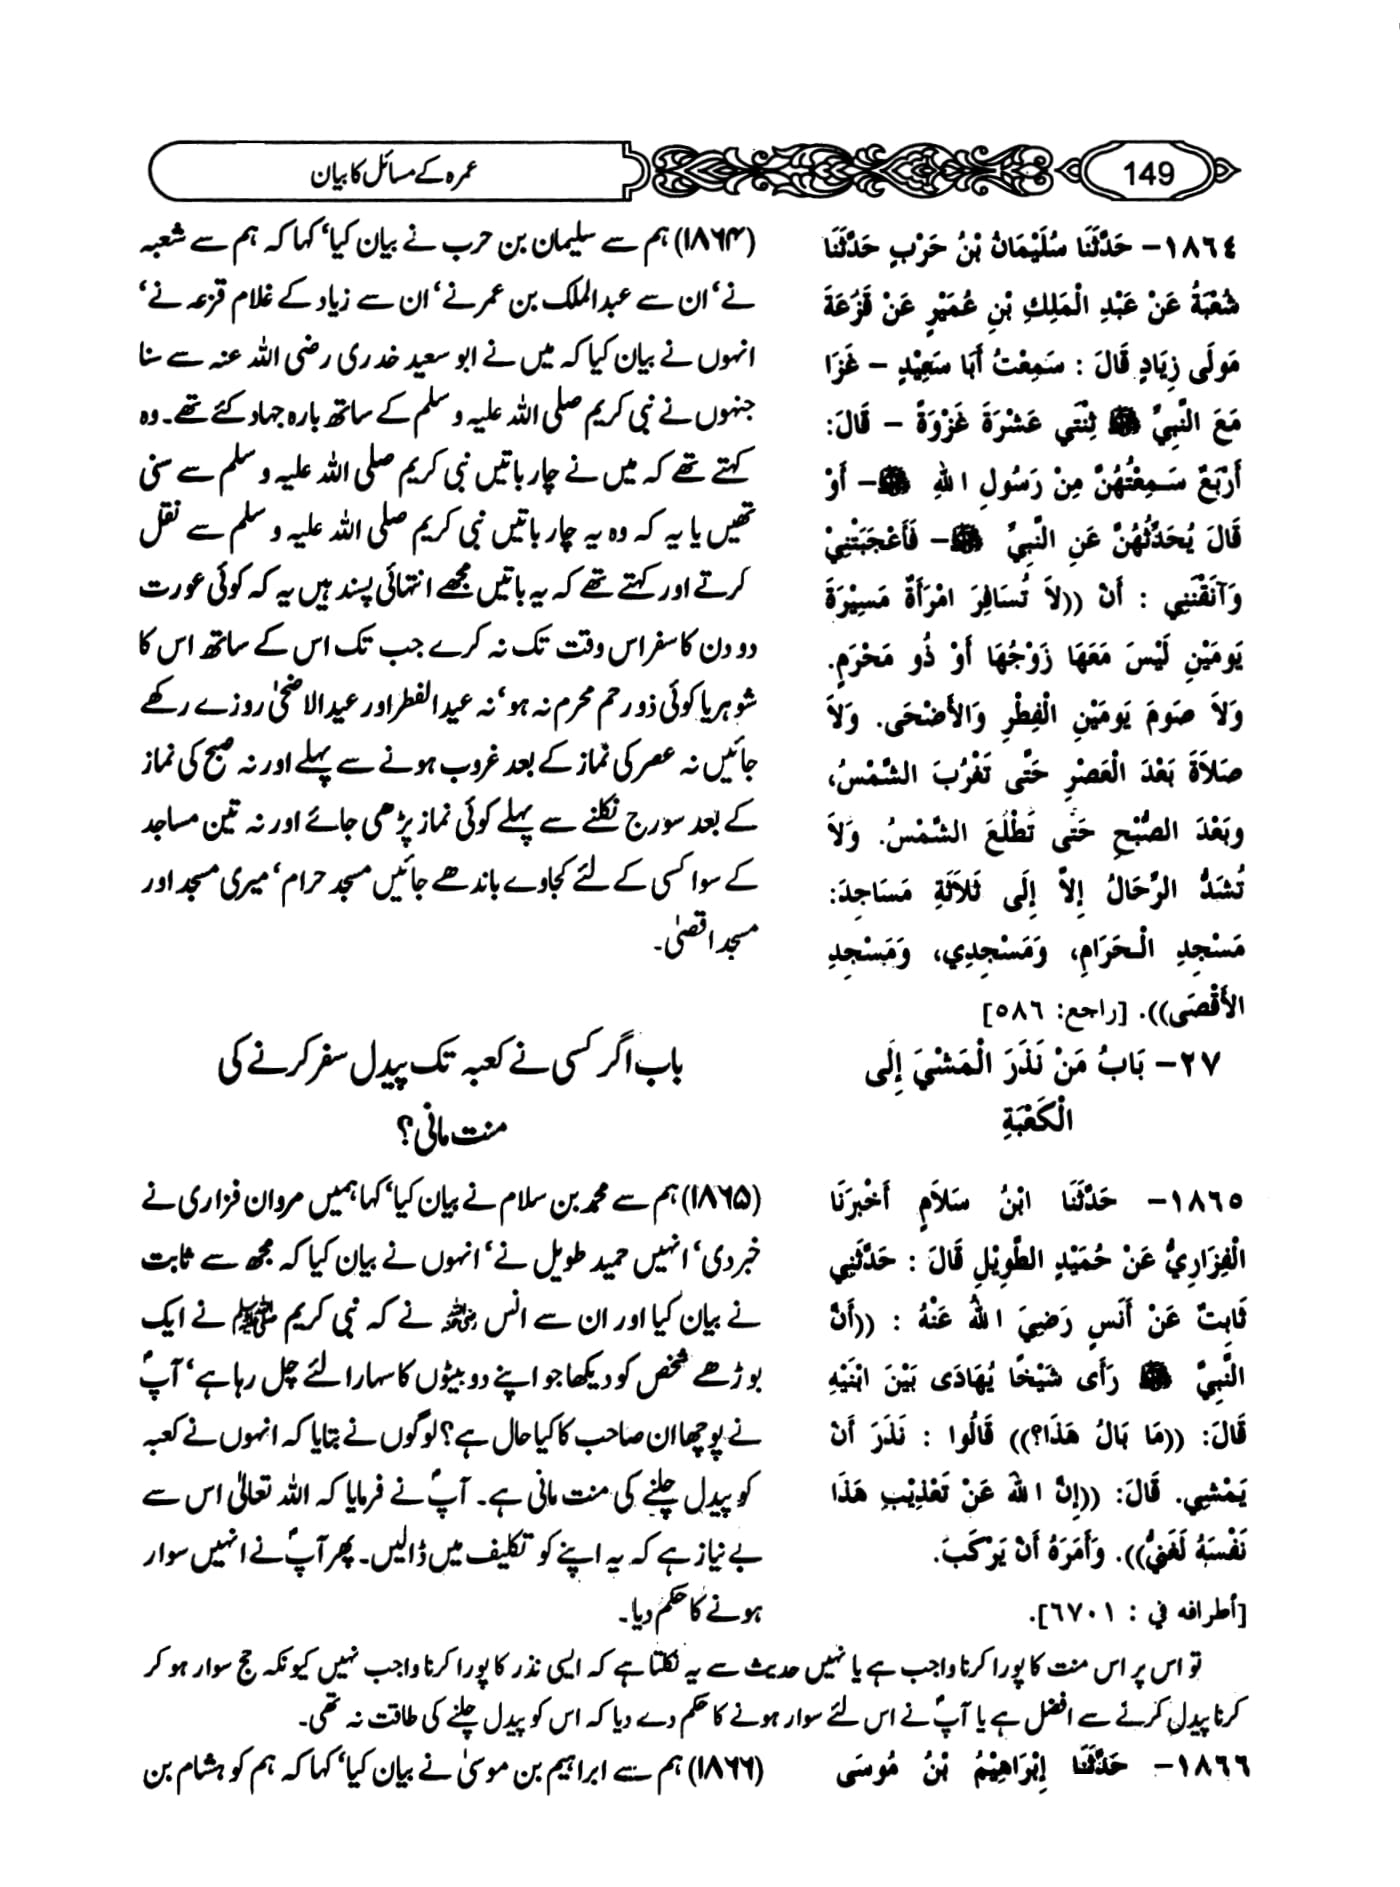 149
عمرہ کے مسائل کا بیان
١٨٦٤– حَدَّثَنَا سُلَيْمَانُ بْنُ حَرْبٍ حَدَّثَنَا
شُعْبَةُ عَنْ عَبْدِ الْمَلِكِ بْنِ عُمَيْرٍ عَنْ قَزَعَةَ
مَولَى زِيَادٍ قَالَ : سَمِعْتُ أَبَا سَعِيْدٍ – غَزَا
مَعَ النَّبِيِّ ﷺ ثِنْتَي عَشْرَةَ غَزْوَةً – قَالَ:
أَرْبَعٌ سَمِعْتُهُنَّ مِنْ رَسُولِ اللهِ ﷺ– أَوْ
قَالَ يُحَدِّثُهُنَّ عَنِ النَّبِيِّ ﷺ– فَأَعْجَبَتْنِيْ
وَآنَقْنَنِي : أَنْ ((لاَ تُسَافِرَ امْرَأَةٌ مَسِيْرَةَ
يَومَيْنِ لَيْسَ مَعَهَا زَوْجُهَا أَوْ ذُو مَحْرَمٍ.
وَلاَ صَومَ يَومَيْنِ الْفِطْرِ وَالأَضْحَى. وَلاَ
صَلاَةَ بَعْدَ الْعَصْرِ حَتَّى تَغْرُبَ الشَّمْسُ،
وبَعْدَ الصُّبْحِ حَتَّى تَطْلُعَ الشَّمْسُ. وَلاَ
تُشَدُّ الرِّحَالُ إِلاَّ إِلَى ثَلاَثَةِ مَسَاجِدَ:
مَسْجِدِ الْحَرَامِ، وَمَسْجِدِي، وَمَسْجِدِ
الأَقْصَى)). [راجع: ٥٨٦]
(۱۸۶۴) ہم سے سلیمان بن حرب نے بیان کیا‘ کہا کہ ہم سے شعبہ
نے‘ ان سے عبدالملک بن عمر نے‘ ان سے زیاد کے غلام قزعہ نے‘
انہوں نے بیان کیا کہ میں نے ابو سعید خدری رضی اللہ عنہ سے سنا
جنہوں نے نبی کریم صلی اللہ علیہ و سلم کے ساتھ بارہ جہاد کئے تھے۔ وہ
کہتے تھے کہ میں نے چار باتیں نبی کریم صلی اللہ علیہ و سلم سے سنی
تھیں یا یہ کہ وہ یہ چار باتیں نبی کریم صلی اللہ علیہ و سلم سے نقل
کرتے اور کہتے تھے کہ یہ باتیں مجھے انتہائی پسند ہیں یہ کہ کوئی عورت
دو دن کا سفر اس وقت تک نہ کرے جب تک اس کے ساتھ اس کا
شوہر یا کوئی ذو رحم محرم نہ ہو‘ نہ عیدالفطر اور عیدالاضحیٰ روزے رکھے
جائیں نہ عصر کی نماز کے بعد غروب ہونے سے پہلے اور نہ صبح کی نماز
کے بعد سورج نکلنے سے پہلے کوئی نماز پڑھی جائے اور نہ تین مساجد
کے سوا کسی کے لئے کجاوے باندھے جائیں مسجد حرام‘ میری مسجد اور
مسجد اقصیٰ۔
٢٧– بَابُ مَنْ نَذَرَ الْمَشْيَ إِلَى
الْكَعْبَةِ
باب اگر کسی نے کعبہ تک پیدل سفر کرنے کی
منت مانی؟
١٨٦٥– حَدَّثَنَا ابْنُ سَلاَمٍ أَخْبَرَنَا
الْفِزَارِيُّ عَنْ حُمَيْدٍ الطَّوِيْلِ قَالَ : حَدَّثَنِي
ثَابِتٌ عَنْ أَنَسٍ رَضِيَ اللهُ عَنْهُ : ((أَنَّ
النَّبِيَّ ﷺ رَأَى شَيْخًا يُهَادَى بَيْنَ ابْنَيْهِ
قَالَ: ((مَا بَالُ هَذَا؟)) قَالُوا : نَذَرَ أَنْ
يَمْشِي. قَالَ: ((إِنَّ اللهَ عَنْ تَعْذِيْبِ هَذَا
نَفْسَهُ لَغَنِيٌّ)). وَأَمَرَهُ أَنْ يَرْكَبَ.
[أطرافه في : ٦٧٠١].
(۱۸۶۵) ہم سے محمد بن سلام نے بیان کیا‘ کہا ہمیں مروان فزاری نے
خبر دی‘ انہیں حمید طویل نے‘ انہوں نے بیان کیا کہ مجھ سے ثابت
نے بیان کیا اور ان سے انس رضی اللہ عنہ نے کہ نبی کریم ﷺ نے ایک
بوڑھے شخص کو دیکھا جو اپنے دو بیٹوں کا سہارا لئے چل رہا ہے‘ آپؐ
نے پوچھا ان صاحب کا کیا حال ہے؟ لوگوں نے بتایا کہ انہوں نے کعبہ
کو پیدل چلنے کی منت مانی ہے۔ آپؐ نے فرمایا کہ اللہ تعالیٰ اس سے
بے نیاز ہے کہ یہ اپنے کو تکلیف میں ڈالیں۔ پھر آپؐ نے انہیں سوار
ہونے کا حکم دیا۔
تو اس پر اس منت کا پورا کرنا واجب ہے یا نہیں حدیث سے یہ نکلتا ہے کہ ایسی نذر کا پورا کرنا واجب نہیں کیونکہ حج سوار ہو کر
کرنا پیدل کرنے سے افضل ہے یا آپؐ نے اس لئے سوار ہونے کا حکم دے دیا کہ اس کو پیدل چلنے کی طاقت نہ تھی۔
١٨٦٦– حَدَّثَنَا إِبْرَاهِيْمُ بْنُ مُوسَى
(۱۸۶۶) ہم سے ابراہیم بن موسیٰ نے بیان کیا‘ کہا کہ ہم کو ہشام بن